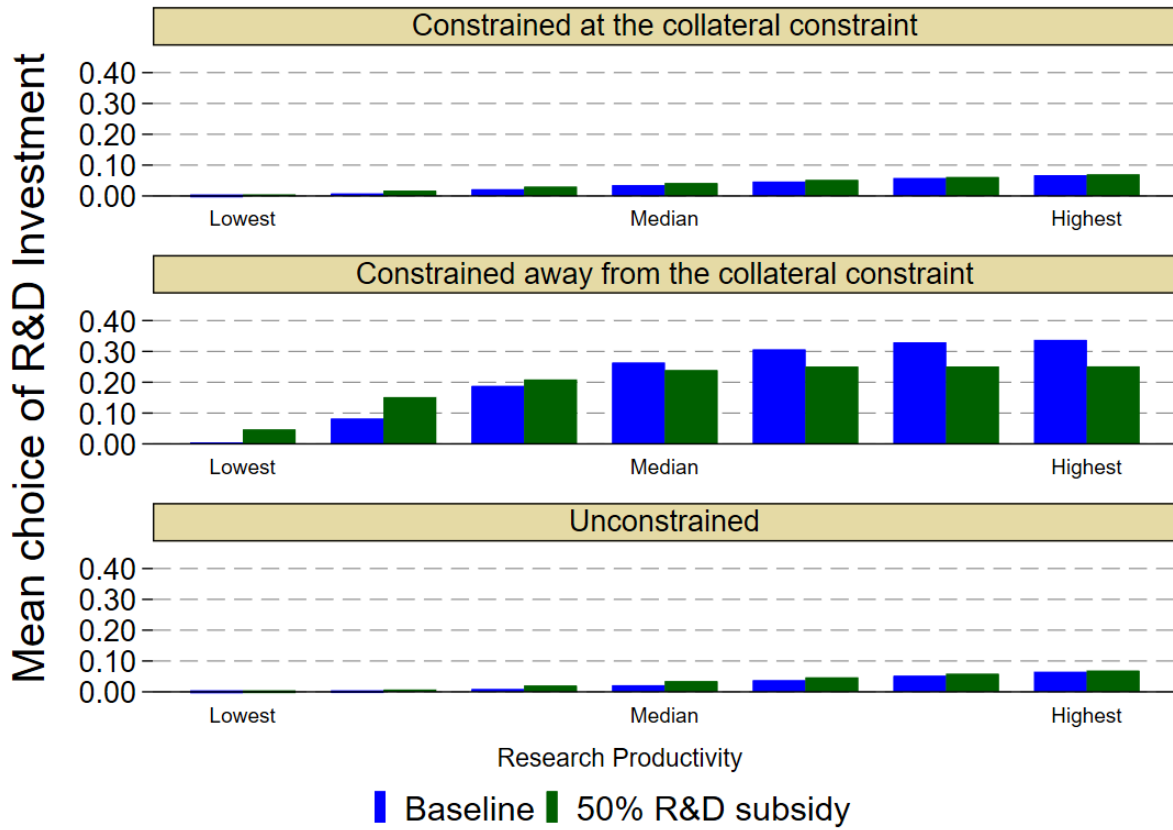 Mean choice of R&D Investment
Constrained at the collateral constraint
0.40
0.30
0.20
0.10
0.00
Lowest Median Highest
Constrained away from the collateral constraint
0.40
0.30
0.20
0.10
0.00
Lowest Median Highest
Unconstrained
0.40
0.30
0.20
0.10
0.00
Lowest Median Highest
Research Productivity
Baseline 50% R&D subsidy